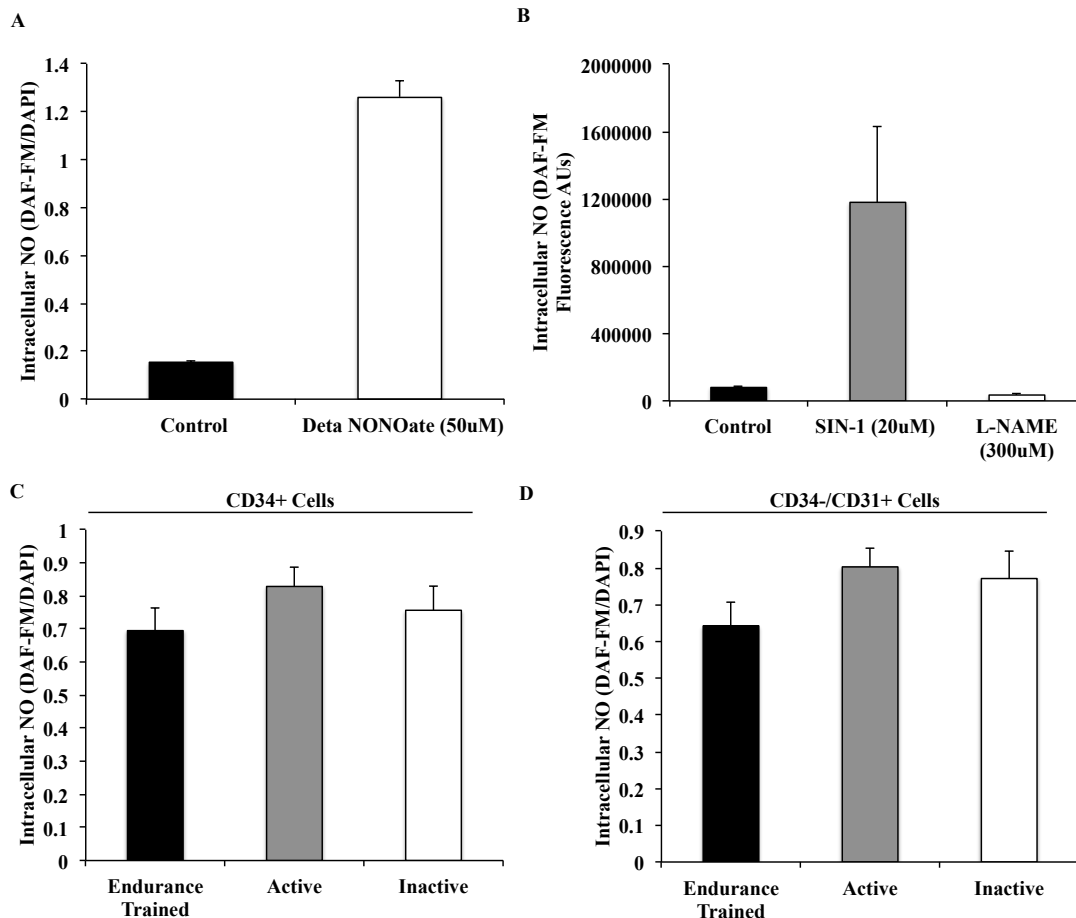 A
Intracellular NO (DAF-FM/DAPI)
1.4
1.2
1
0.8
0.6
0.4
0.2
0
Control
Deta NONOate (50uM)
B
Intracellular NO (DAF-FM
Fluorescence AUs)
2000000
1600000
1200000
800000
400000
0
Control
SIN-1 (20uM)
L-NAME
(300uM)
C
CD34+ Cells
Intracellular NO (DAF-FM/DAPI)
1
0.9
0.8
0.7
0.6
0.5
0.4
0.3
0.2
0.1
0
Endurance
Trained
Active
Inactive
D
CD34-/CD31+ Cells
Intracellular NO (DAF-FM/DAPI)
0.9
0.8
0.7
0.6
0.5
0.4
0.3
0.2
0.1
0
Endurance
Trained
Active
Inactive